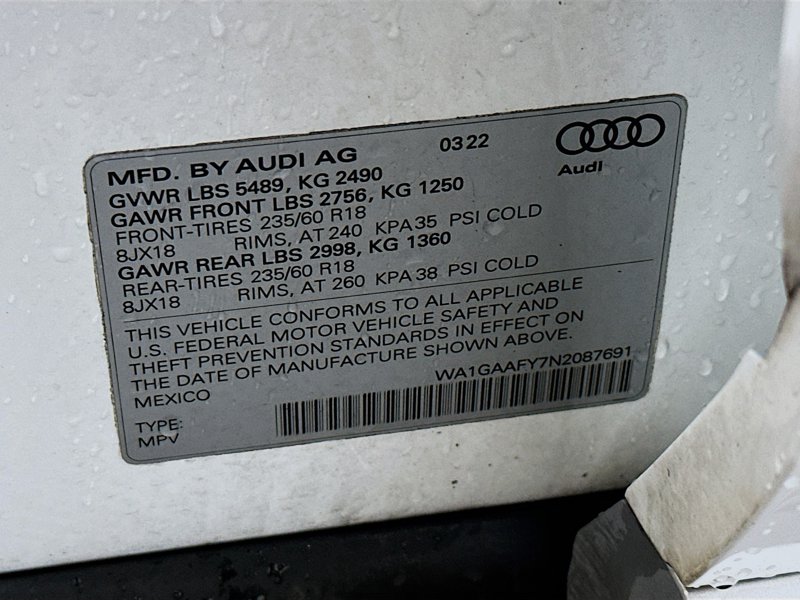 MFD. BY AUDI AG 03 22
Audi
GVWR LBS 5489, KG 2490
GAWR FRONT LBS 2756, KG 1250
FRONT-TIRES 235/60 R18
8JX18 RIMS, AT 240 KPA 35 PSI COLD
GAWR REAR LBS 2998, KG 1360
REAR-TIRES 235/60 R18
8JX18 RIMS, AT 260 KPA 38 PSI COLD
THIS VEHICLE CONFORMS TO ALL APPLICABLE
U.S. FEDERAL MOTOR VEHICLE SAFETY AND
THEFT PREVENTION STANDARDS IN EFFECT ON
THE DATE OF MANUFACTURE SHOWN ABOVE.
MEXICO WA1GAAFY7N2087691
TYPE:
MPV